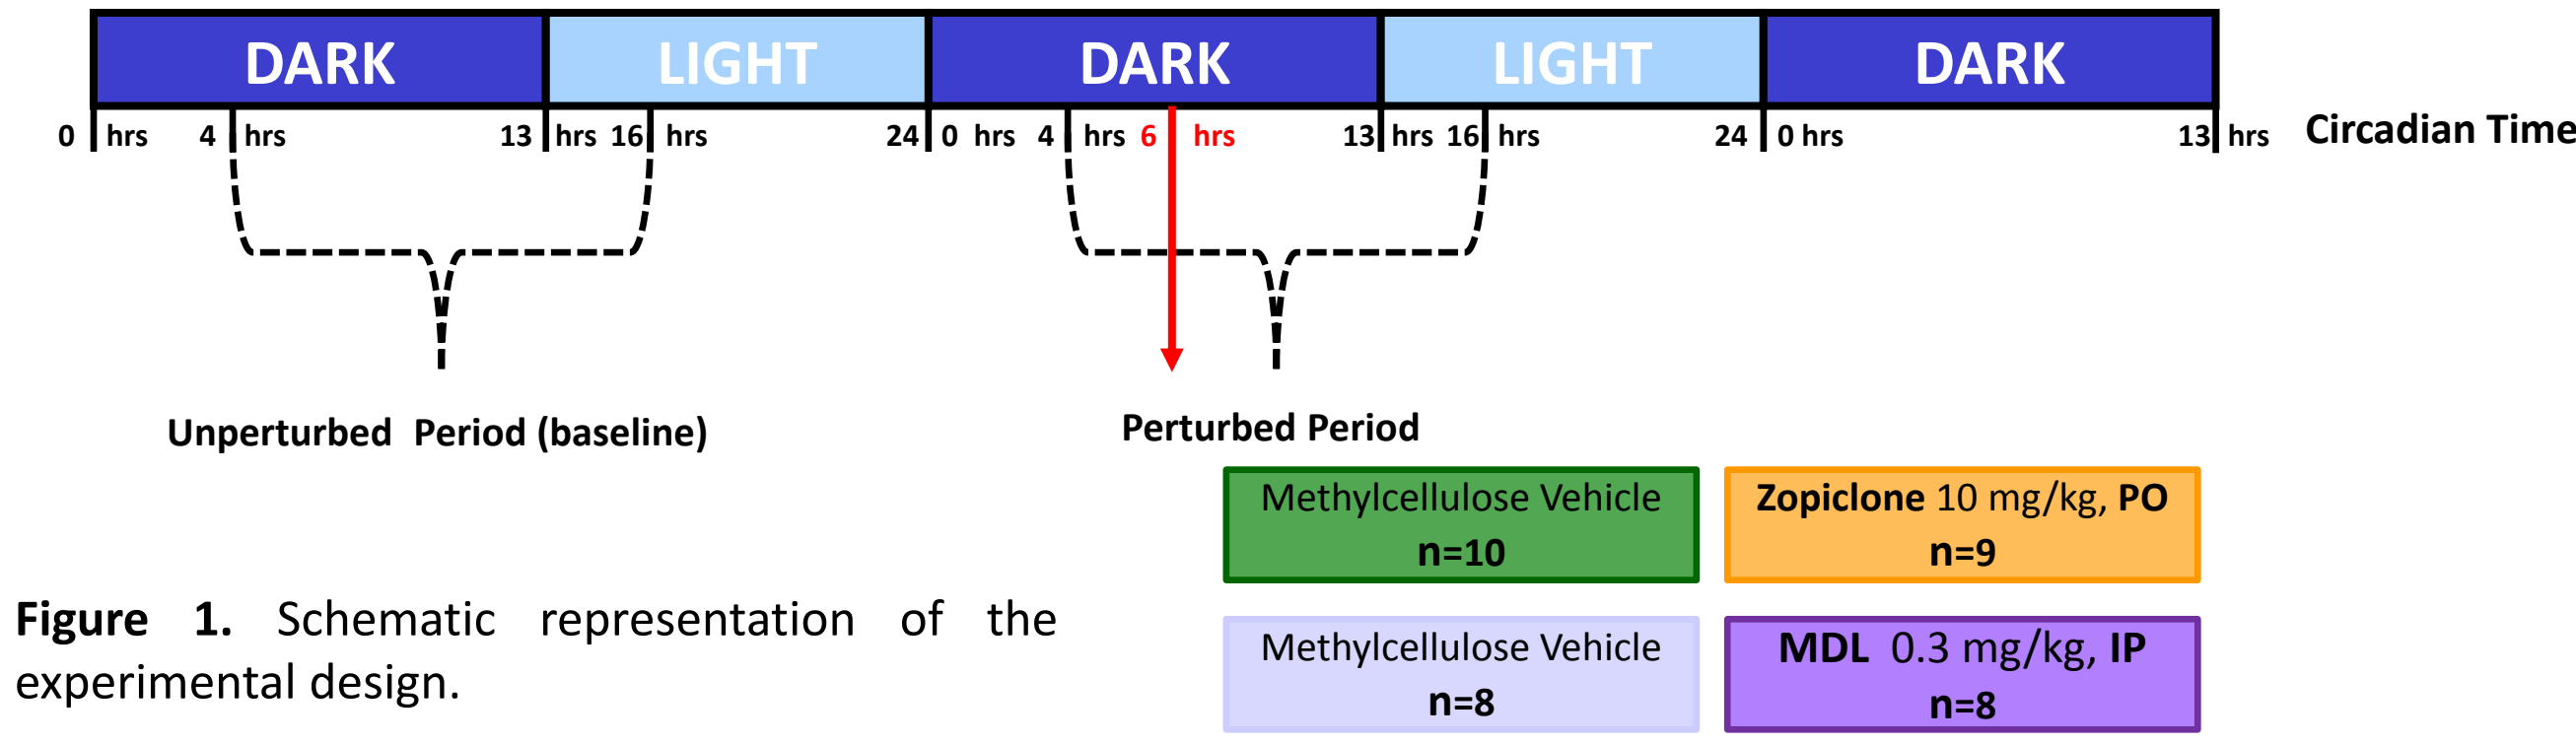 DARK LIGHT DARK LIGHT DARK
0 hrs 4 hrs 13 hrs 16 hrs 24 0 hrs 4 hrs 6 hrs 13 hrs 16 hrs 24 0 hrs 13 hrs Circadian Time
Unperturbed Period (baseline)
Perturbed Period
Methylcellulose Vehicle
n=10
Zopiclone 10 mg/kg, PO
n=9
Methylcellulose Vehicle
n=8
MDL 0.3 mg/kg, IP
n=8
Figure 1. Schematic representation of the
experimental design.